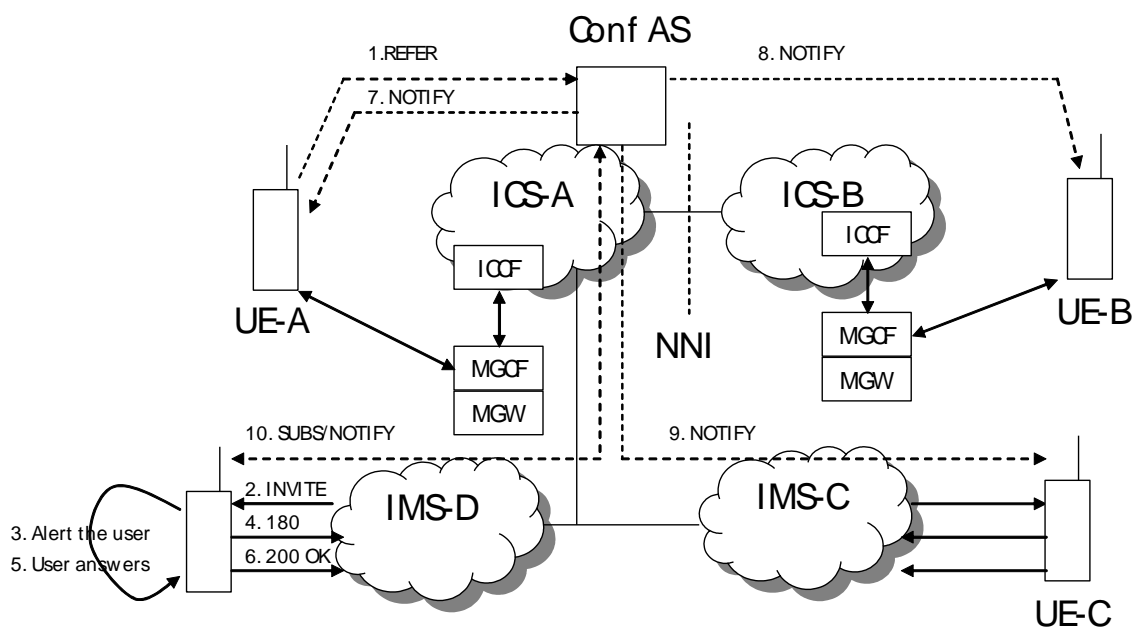 Conf AS
1.REFER
8. NOTIFY
7. NOTIFY
ICS-A
ICS-B
ICCF
ICCF
UE-A
UE-B
NNI
MGCF
MGCF
MGW
MGW
10. SUBS/NOTIFY
9. NOTIFY
2. INVITE
IMS-D
IMS-C
3. Alert the user
4. 180
5. User answers
6. 200 OK
UE-C